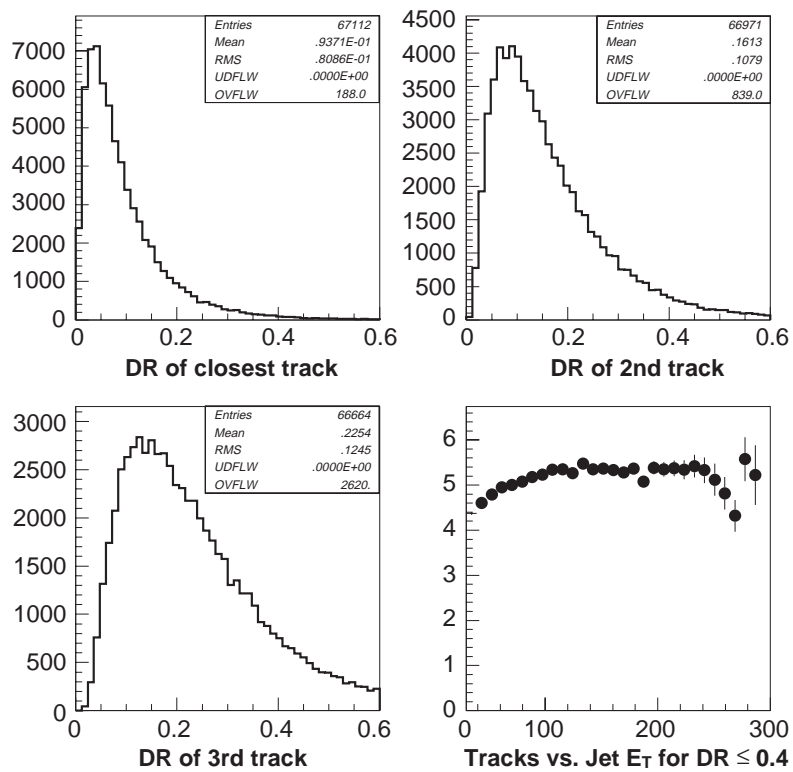 Entries 67112
Mean .9371E-01
RMS .8086E-01
UDFLW .0000E+00
OVFLW 188.0
7000
6000
5000
4000
3000
2000
1000
0
0 0.2 0.4 0.6
DR of closest track
Entries 66971
Mean .1613
RMS .1079
UDFLW .0000E+00
OVFLW 839.0
4500
4000
3500
3000
2500
2000
1500
1000
500
0
0 0.2 0.4 0.6
DR of 2nd track
Entries 66664
Mean .2254
RMS .1245
UDFLW .0000E+00
OVFLW 2620.
3000
2500
2000
1500
1000
500
0
0 0.2 0.4 0.6
DR of 3rd track
6
5
4
3
2
1
0
0 100 200 300
Tracks vs. Jet ET for DR ≤ 0.4